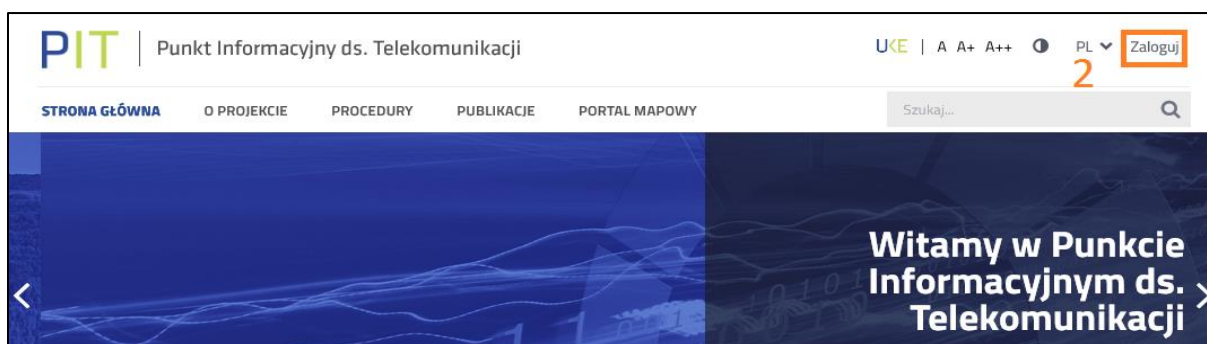 PIT | Punkt Informacyjny ds. Telekomunikacji
UKE | A A+ A++ PL Zaloguj
2
STRONA GŁÓWNA O PROJEKCIE PROCEDURY PUBLIKACJE PORTAL MAPOWY
Szukaj...
Witamy w Punkcie
Informacyjnym ds.
Telekomunikacji